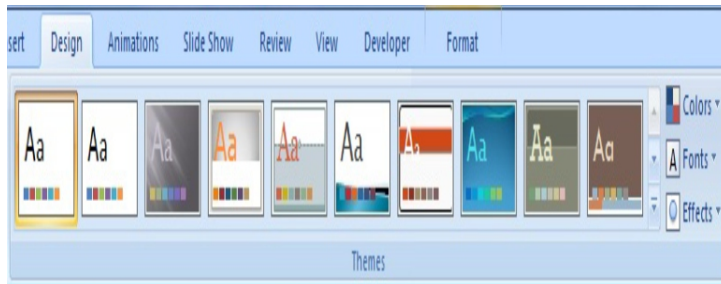 sert Design Animations Slide Show Review View Developer Format
Aa Aa Aa Aa Aa Aa Aa Aa Aa Aa
Colors
A Fonts
Effects
Themes